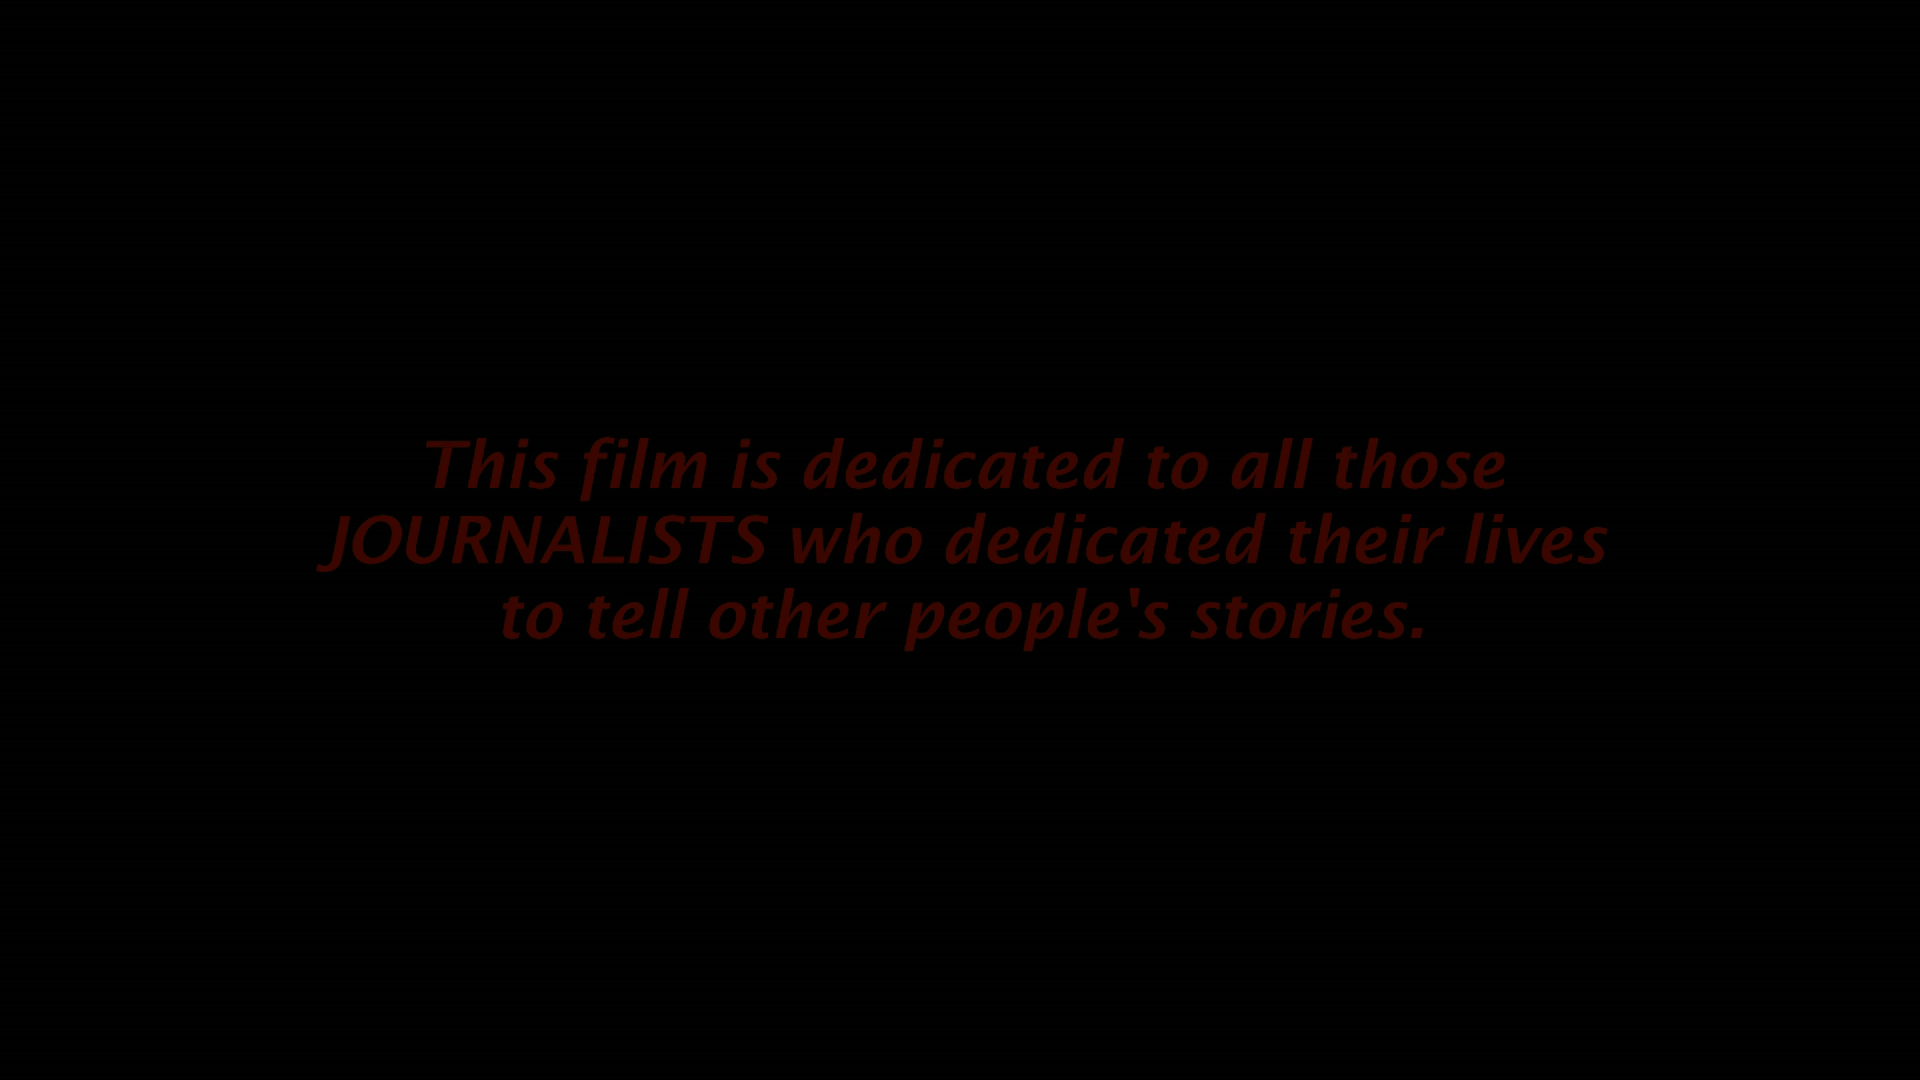 This film is dedicated to all those
JOURNALISTS who dedicated their lives
to tell other people's stories.